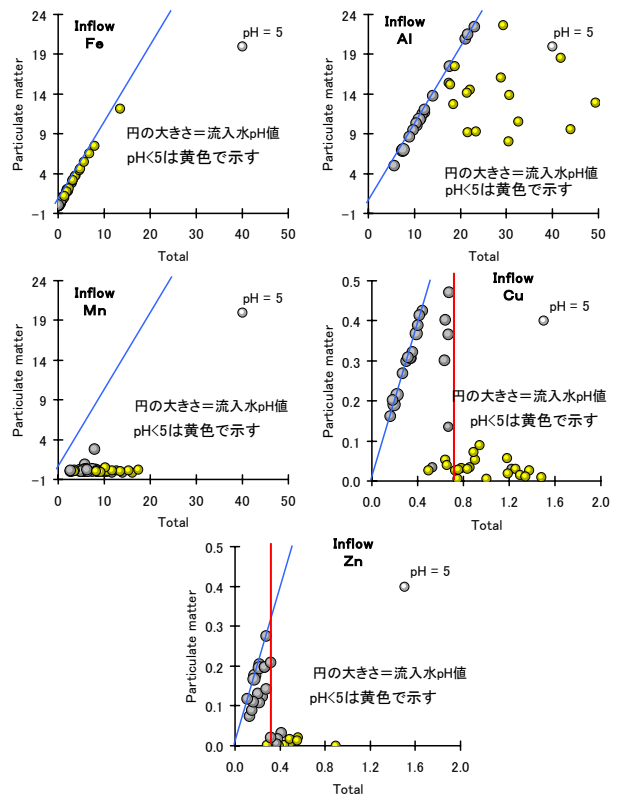 Inflow
Fe
Particulate matter
24
19
14
9
4
-1
pH = 5
円の大きさ＝流入水pH値
pH<5は黄色で示す
0
10
20
30
40
50
Total
Inflow
Al
Particulate matter
24
19
14
9
4
-1
pH = 5
円の大きさ＝流入水pH値
pH<5は黄色で示す
0
10
20
30
40
50
Total
Inflow
Mn
Particulate matter
24
19
14
9
4
-1
pH = 5
円の大きさ＝流入水pH値
pH<5は黄色で示す
0
10
20
30
40
50
Total
Inflow
Cu
Particulate matter
0.5
0.4
0.3
0.2
0.1
0.0
pH = 5
円の大きさ＝流入水pH値
pH<5は黄色で示す
0.0
0.4
0.8
1.2
1.6
2.0
Total
Inflow
Zn
Particulate matter
0.5
0.4
0.3
0.2
0.1
0.0
pH = 5
円の大きさ＝流入水pH値
pH<5は黄色で示す
0.0
0.4
0.8
1.2
1.6
2.0
Total